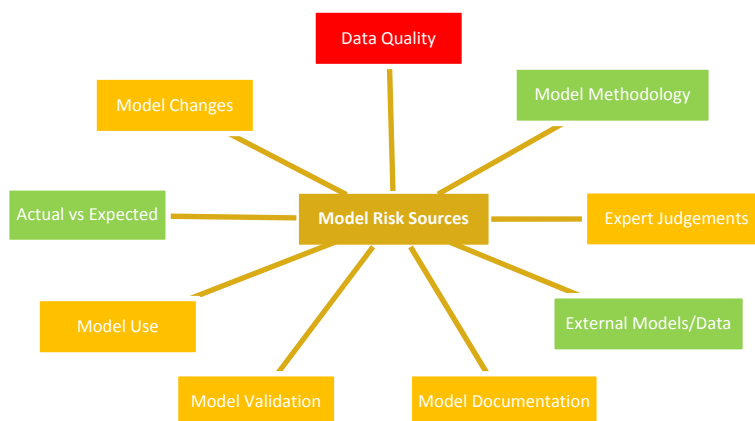 Data Quality
Model Changes
Model Methodology
Actual vs Expected
Model Risk Sources
Expert Judgements
Model Use
External Models/Data
Model Validation
Model Documentation